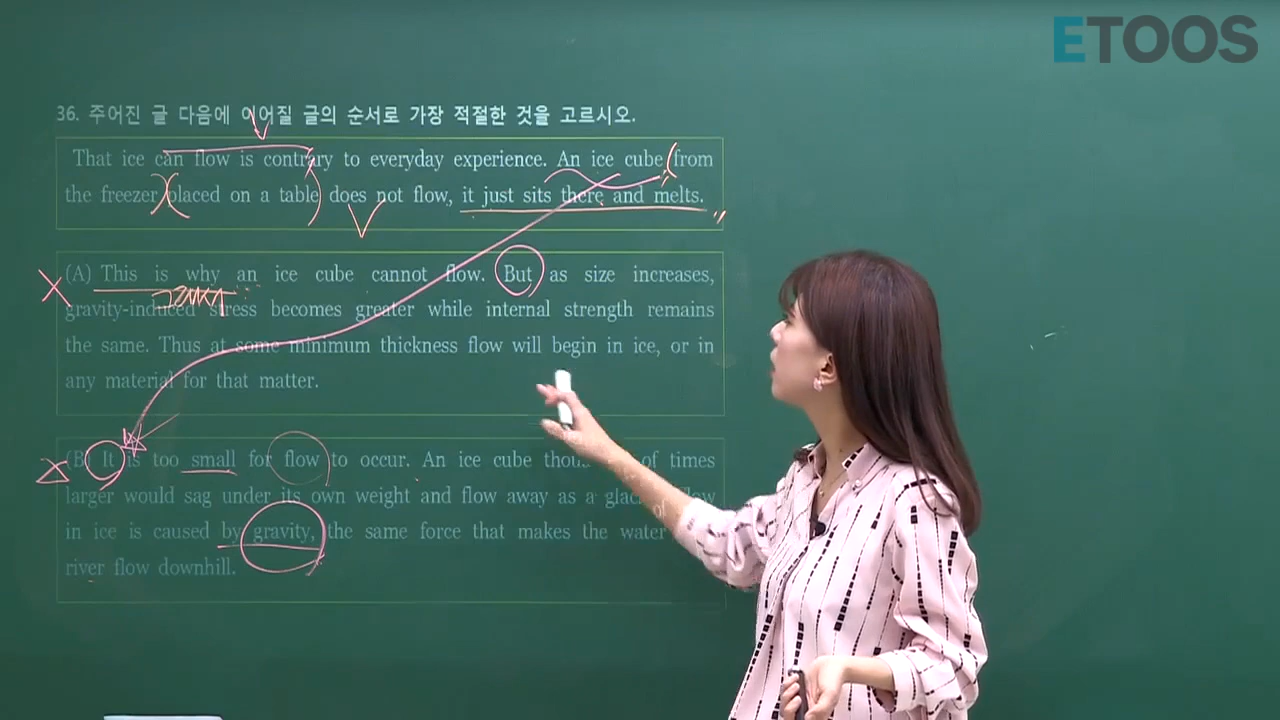 ETOOS
36. 주어진 글 다음에 이어질 글의 순서로 가장 적절한 것을 고르시오.
That ice can flow is contrary to everyday experience. An ice cube from
the freezer placed on a table does not flow, it just sits there and melts.
(A) This is why an ice cube cannot flow. But as size increases,
gravity-induced stress becomes greater while internal strength remains
the same. Thus at some minimum thickness flow will begin in ice, or in
any material for that matter.
(B) It is too small for flow to occur. An ice cube of times
larger would sag under its own weight and flow away as a
in ice is caused by gravity, the same force that makes the water of
river flow downhill.